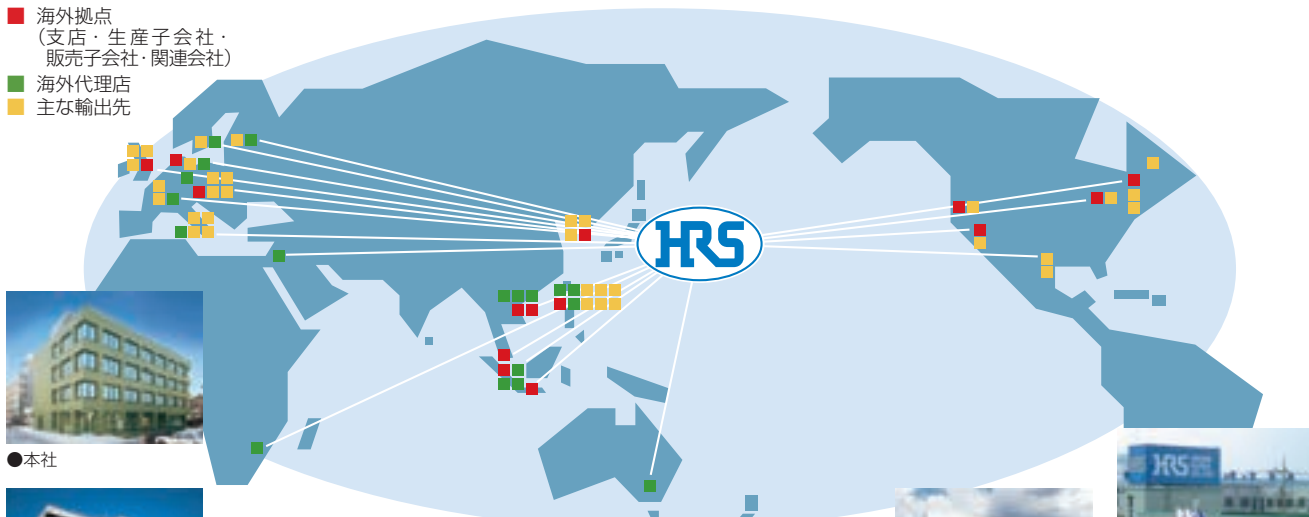 海外拠点
（支店・生産子会社・
販売子会社・関連会社）
海外代理店
主な輸出先
HRS
●本社
HRS